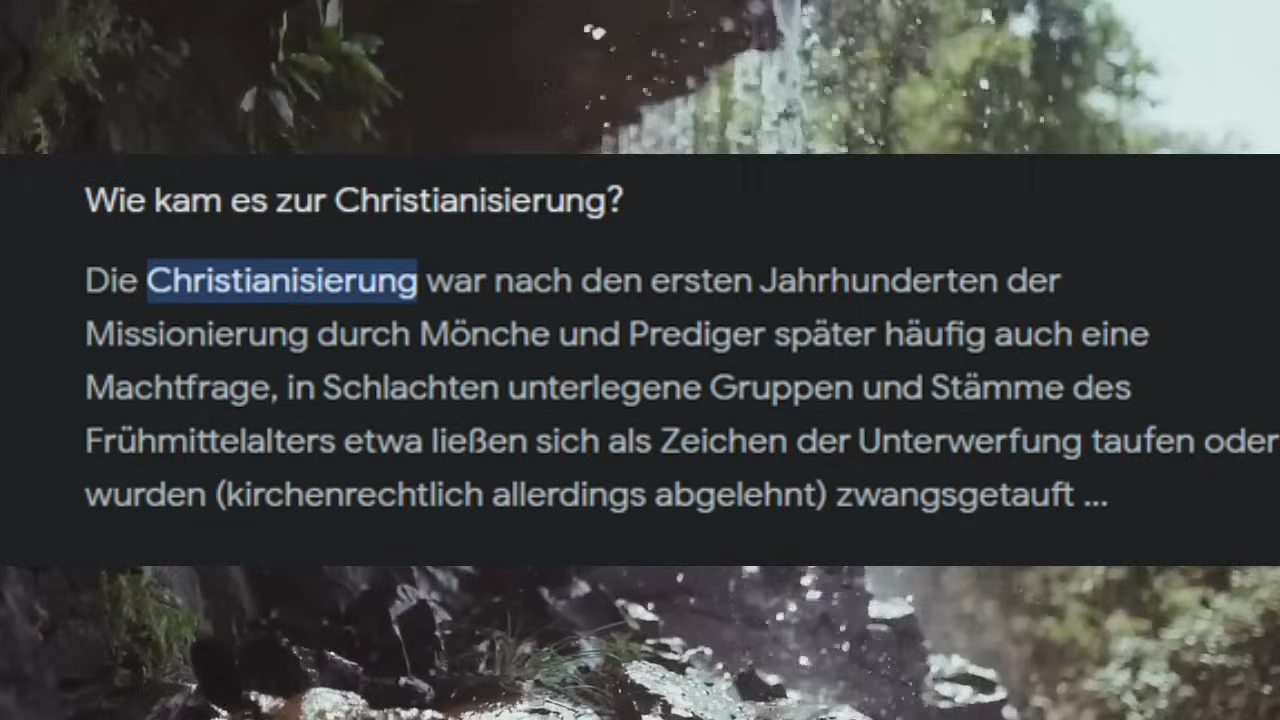 Wie kam es zur Christianisierung?
Die Christianisierung war nach den ersten Jahrhunderten der
Missionierung durch Mönche und Prediger später häufig auch eine
Machtfrage, in Schlachten unterlegene Gruppen und Stämme des
Frühmittelalters etwa ließen sich als Zeichen der Unterwerfung taufen oder
wurden (kirchenrechtlich allerdings abgelehnt) zwangsgetauft ...